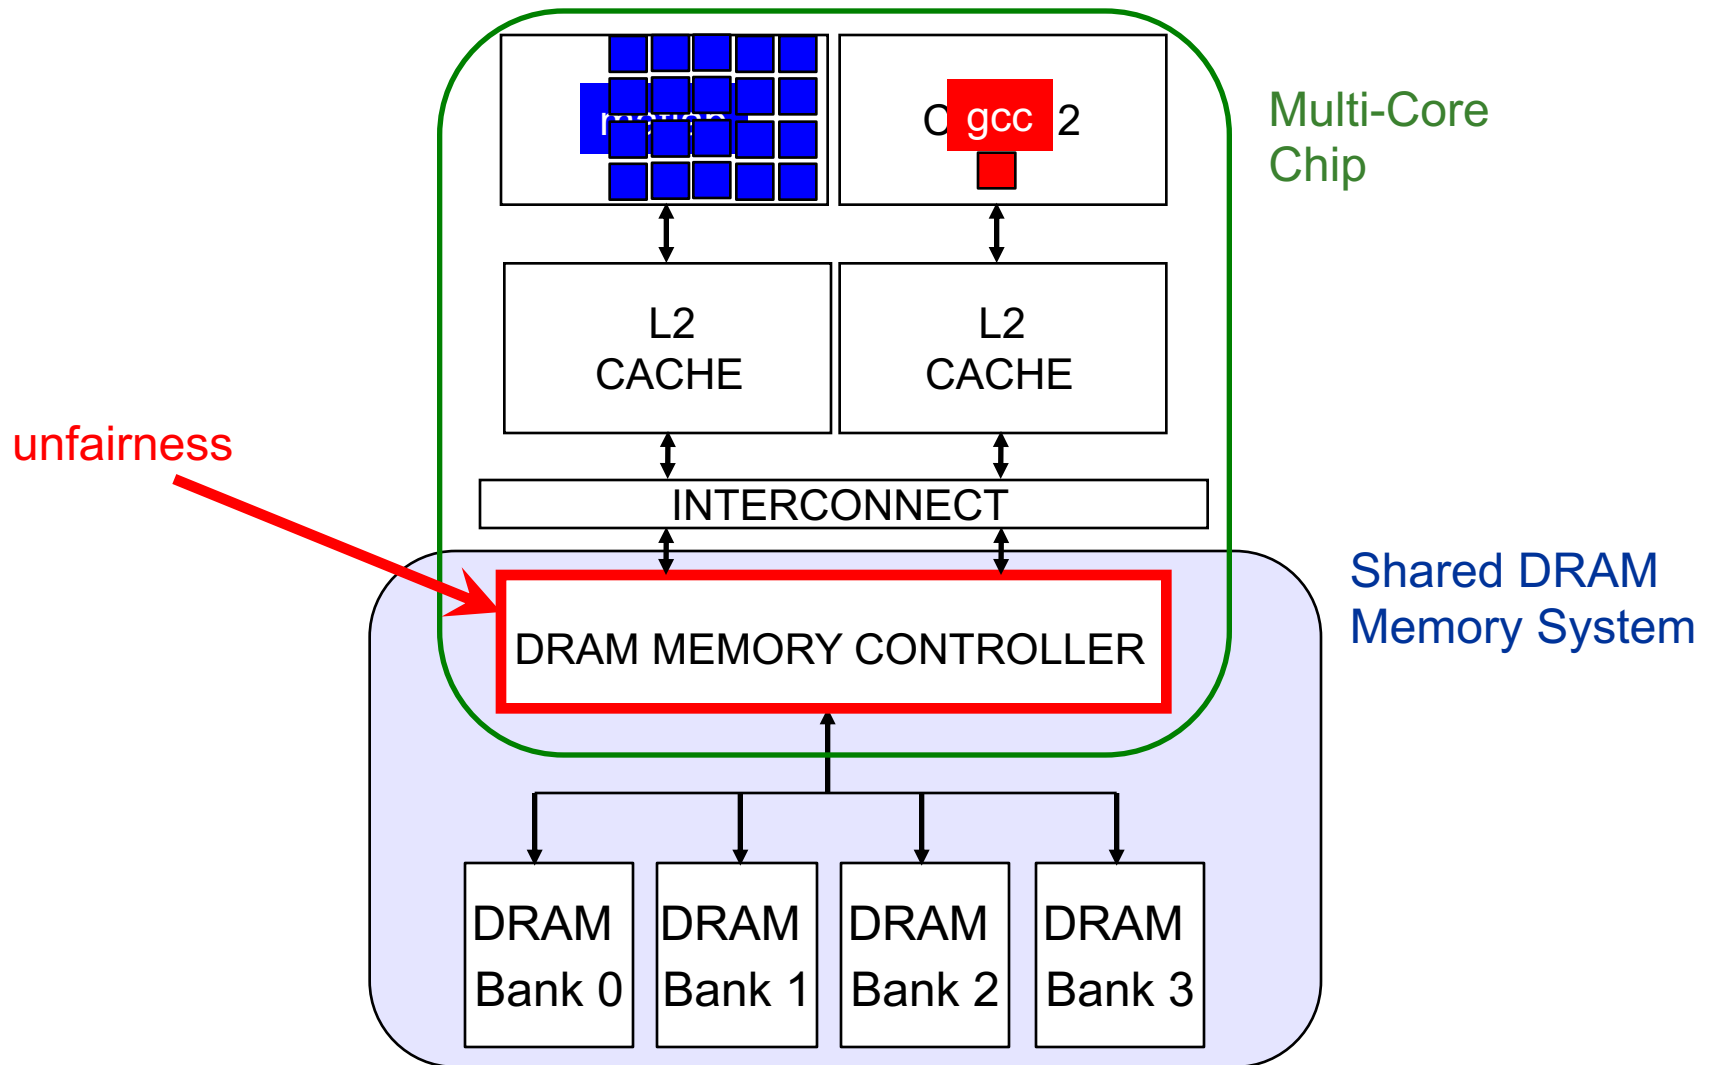 gcc
2
Multi-Core
Chip
L2
CACHE
L2
CACHE
unfairness
INTERCONNECT
Shared DRAM
Memory System
DRAM MEMORY CONTROLLER
DRAM
Bank 0
DRAM
Bank 1
DRAM
Bank 2
DRAM
Bank 3